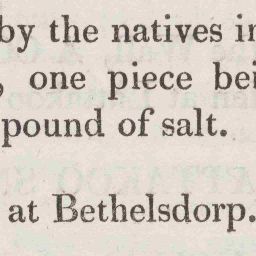 by the natives in
, one piece bei
pound of salt.
at Bethelsdorp.